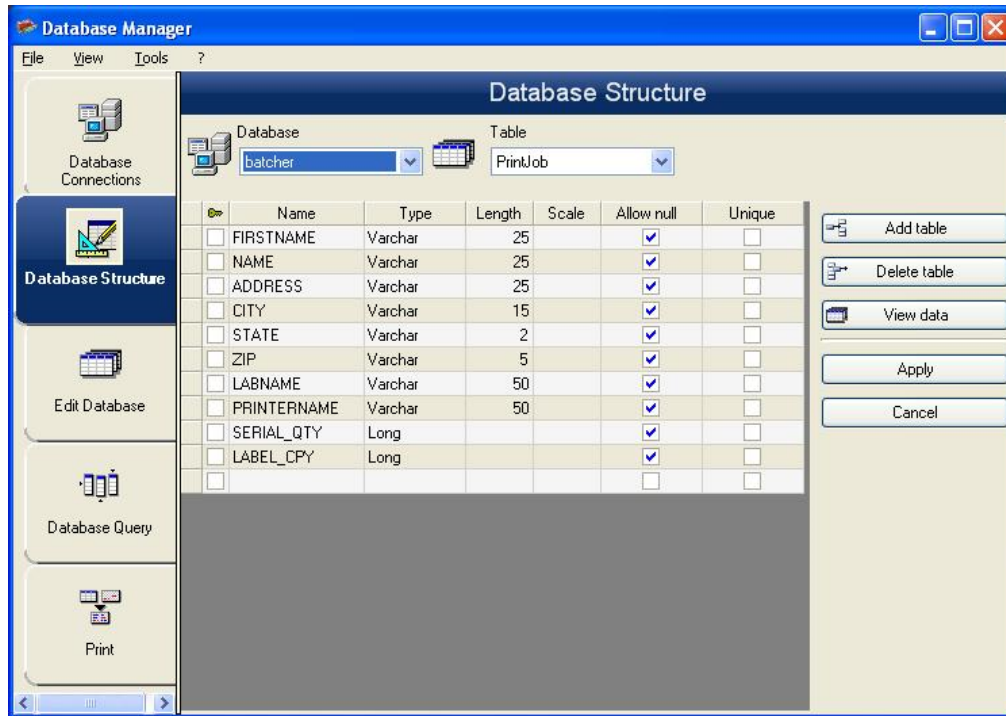 Database Manager
File View Tools ?
Database Connections
Database Structure
Edit Database
Database Query
Print
Database Structure
Database
batcher
Table
PrintJob
Name Type Length Scale Allow null Unique
FIRSTNAME Varchar 25
NAME Varchar 25
ADDRESS Varchar 25
CITY Varchar 15
STATE Varchar 2
ZIP Varchar 5
LABNAME Varchar 50
PRINTERNAME Varchar 50
SERIAL_QTY Long
LABEL_CPY Long
Add table
Delete table
View data
Apply
Cancel